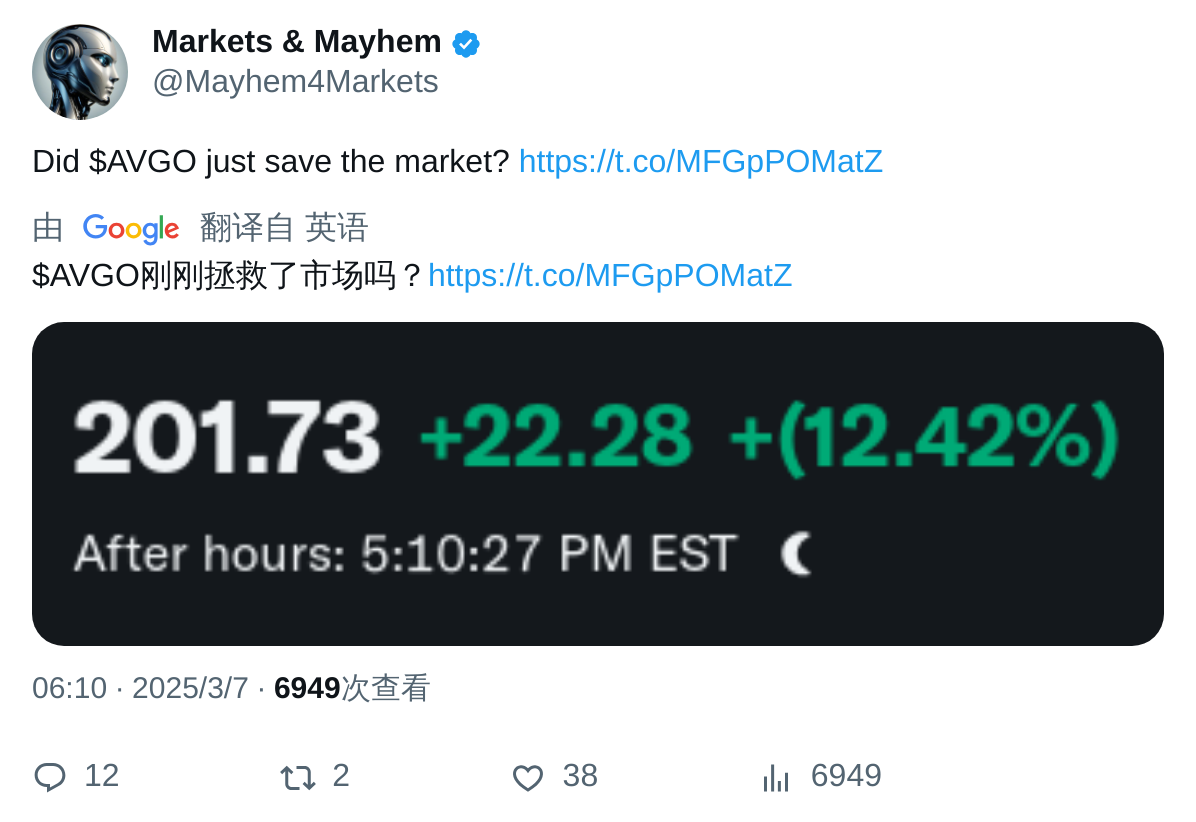 Markets & Mayhem
@Mayhem4Markets
Did $AVGO just save the market? https://t.co/MFGpPOMatZ
由 Google 翻译自 英语
$AVGO刚刚拯救了市场吗？https://t.co/MFGpPOMatZ
201.73 +22.28 +(12.42%)
After hours: 5:10:27 PM EST
06:10 · 2025/3/7 · 6949次查看
12 2 38 6949